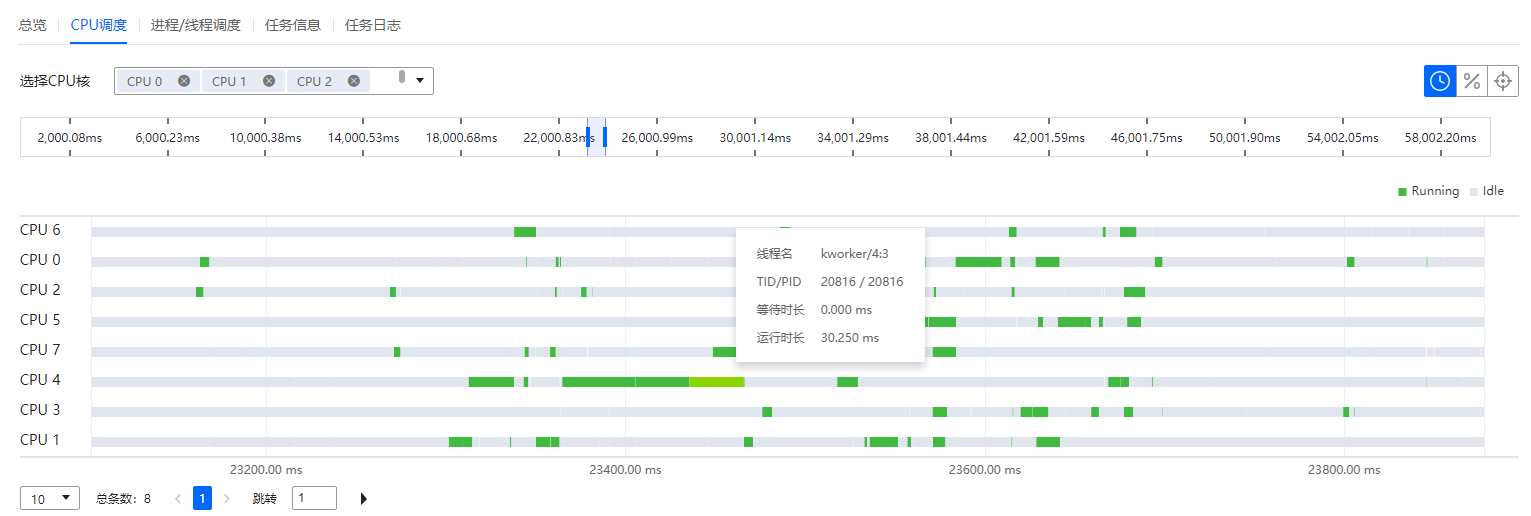 总览 CPU调度 进程/线程调度 任务信息 任务日志
选择CPU核 CPU 0 CPU 1 CPU 2
2,000.08ms 6,000.23ms 10,000.38ms 14,000.53ms 18,000.68ms 22,000.83ms 26,000.99ms 30,001.14ms 34,001.29ms 38,001.44ms 42,001.59ms 46,001.75ms 50,001.90ms 54,002.05ms 58,002.20ms
Running Idle
CPU 6
CPU 0
CPU 2
CPU 5
CPU 7
CPU 4
CPU 3
CPU 1
线程名 kworker/4:3
TID/PID 20816 / 20816
等待时长 0.000 ms
运行时长 30.250 ms
23200.00 ms 23400.00 ms 23600.00 ms 23800.00 ms
10 总条数: 8 1 跳转 1